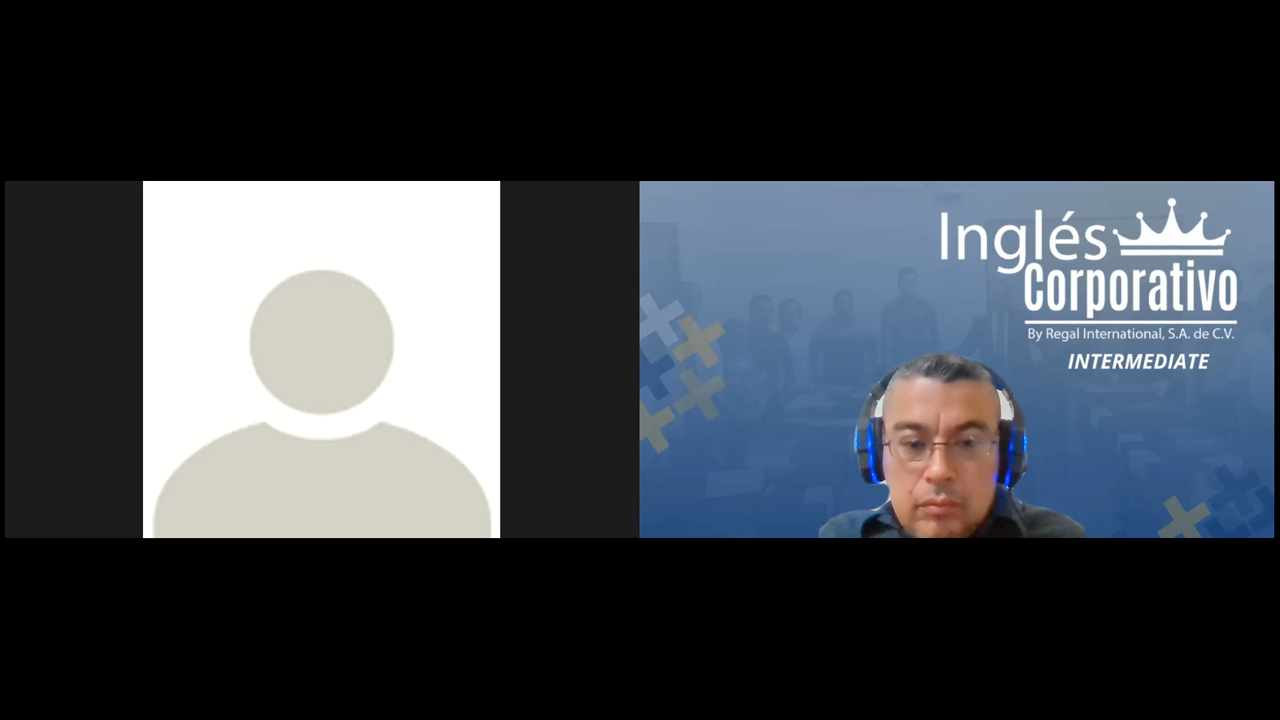 Inglés
Corporativo
By Regal International, S.A. de C.V.
INTERMEDIATE